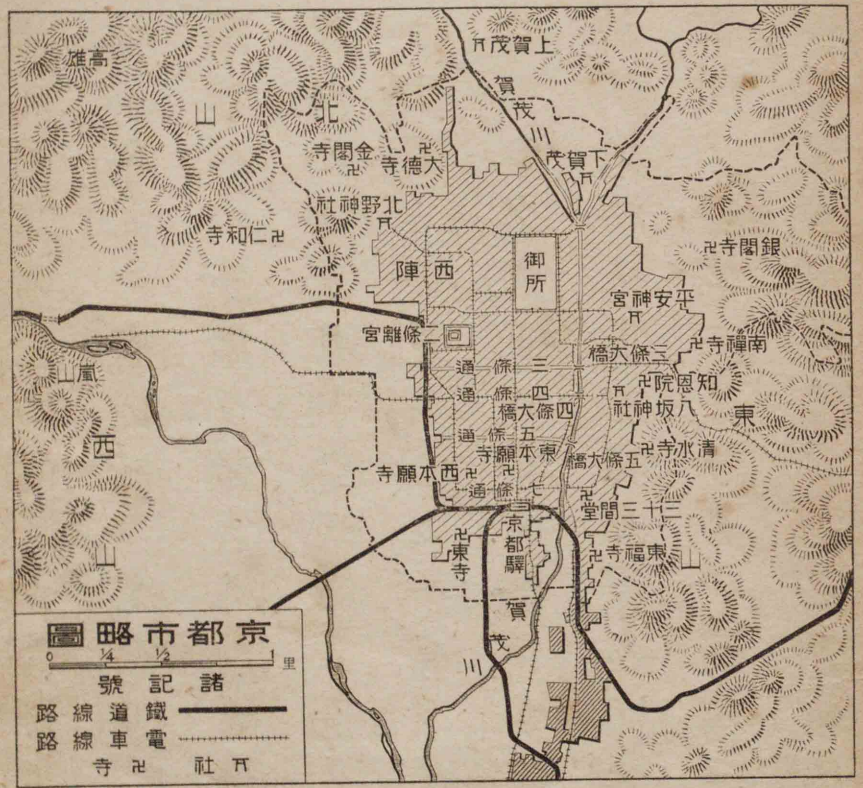 京都市略圖
0 ¼ ½ 1 里
諸記號
鐵道線路
電車線路
社 寺
高雄
北山
上賀茂
賀茂川
下賀茂
大德寺
金閣寺
北野神社
仁和寺
銀閣寺
西陣
御所
平安神宮
南禪寺
條離宮
三條大橋
三條通
知恩院
八坂神社
四條通
四條大橋
東山
嵐山
西山
五條通
東本願寺
五條大橋
清水寺
西本願寺
七條通
三十三間堂
京都驛
東寺
東福寺
賀茂川